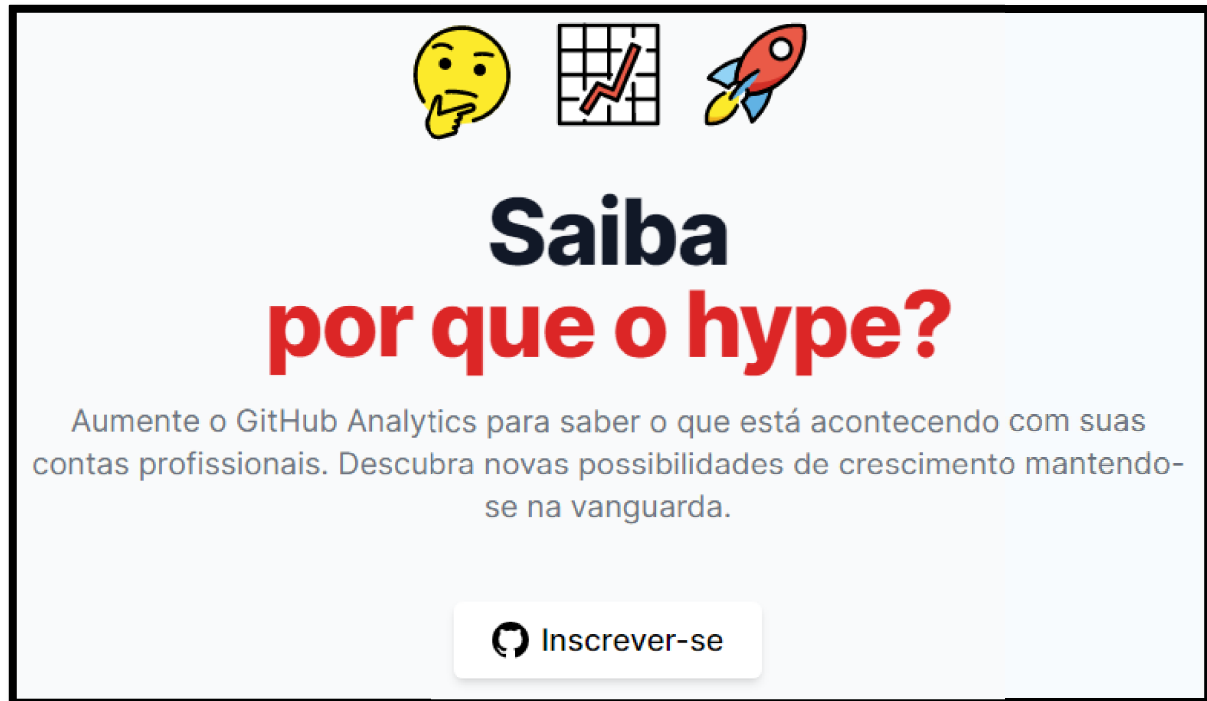 Saiba
por que o hype?
Aumente o GitHub Analytics para saber o que está acontecendo com suas
contas profissionais. Descubra novas possibilidades de crescimento mantendo-
se na vanguarda.
Inscrever-se